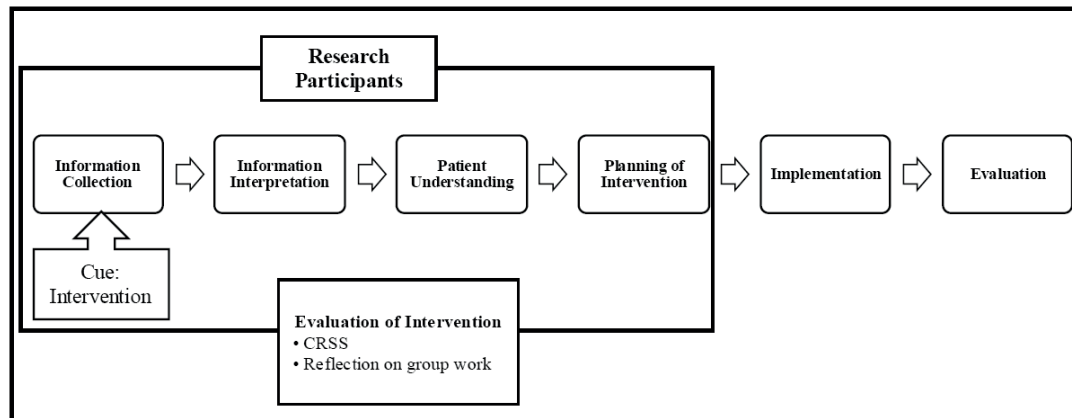 Research
Participants
Information
Collection
Information
Interpretation
Patient
Understanding
Planning of
Intervention
Implementation
Evaluation
Cue:
Intervention
Evaluation of Intervention
• CRSS
• Reflection on group work